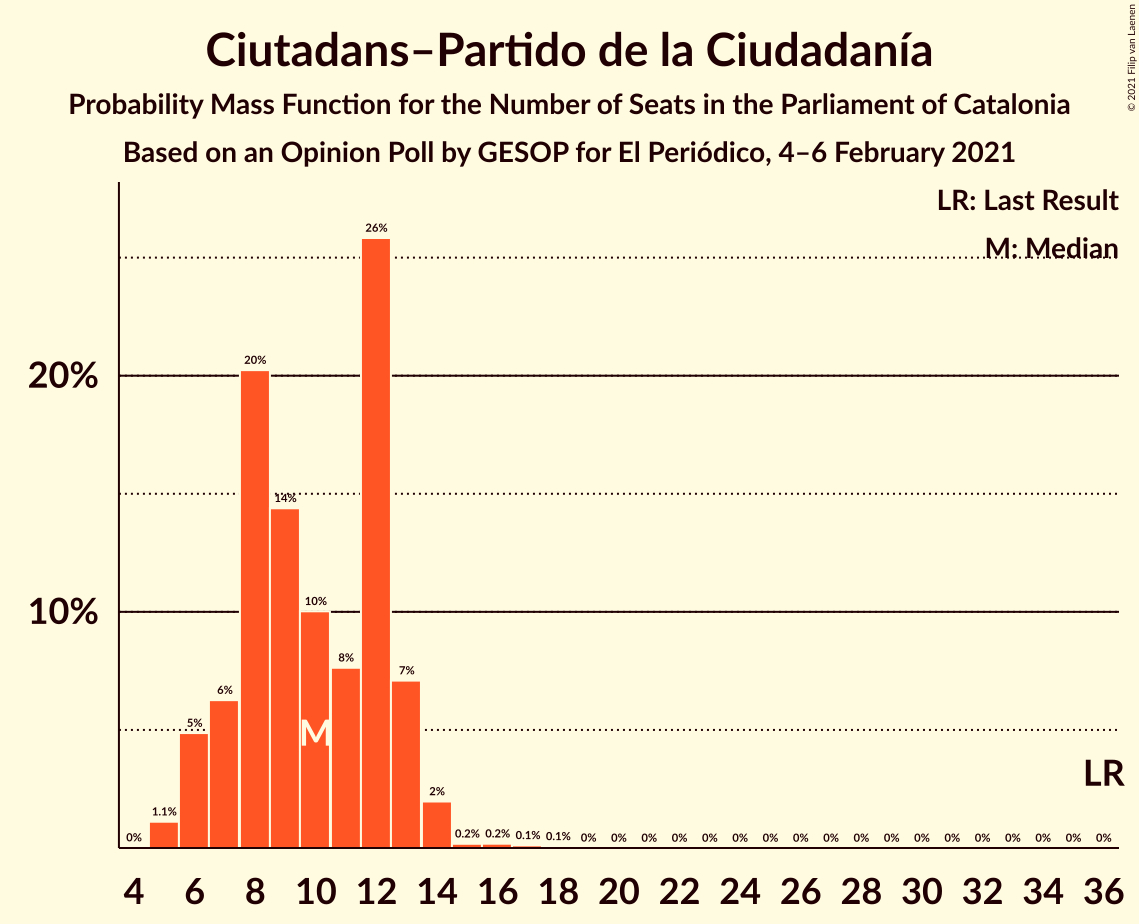 Ciutadans–Partido de la Ciudadanía
Probability Mass Function for the Number of Seats in the Parliament of Catalonia
Based on an Opinion Poll by GESOP for El Periódico, 4–6 February 2021
© 2021 Filip van Laenen
LR: Last Result
M: Median
20%
10%
0% 1.1% 5% 6% 20% 14% 10% 8% 26% 7% 2% 0.2% 0.2% 0.1% 0.1% 0% 0% 0% 0% 0% 0% 0% 0% 0% 0% 0% 0% 0% 0% 0% 0% 0% 0%
M
LR
4 6 8 10 12 14 16 18 20 22 24 26 28 30 32 34 36